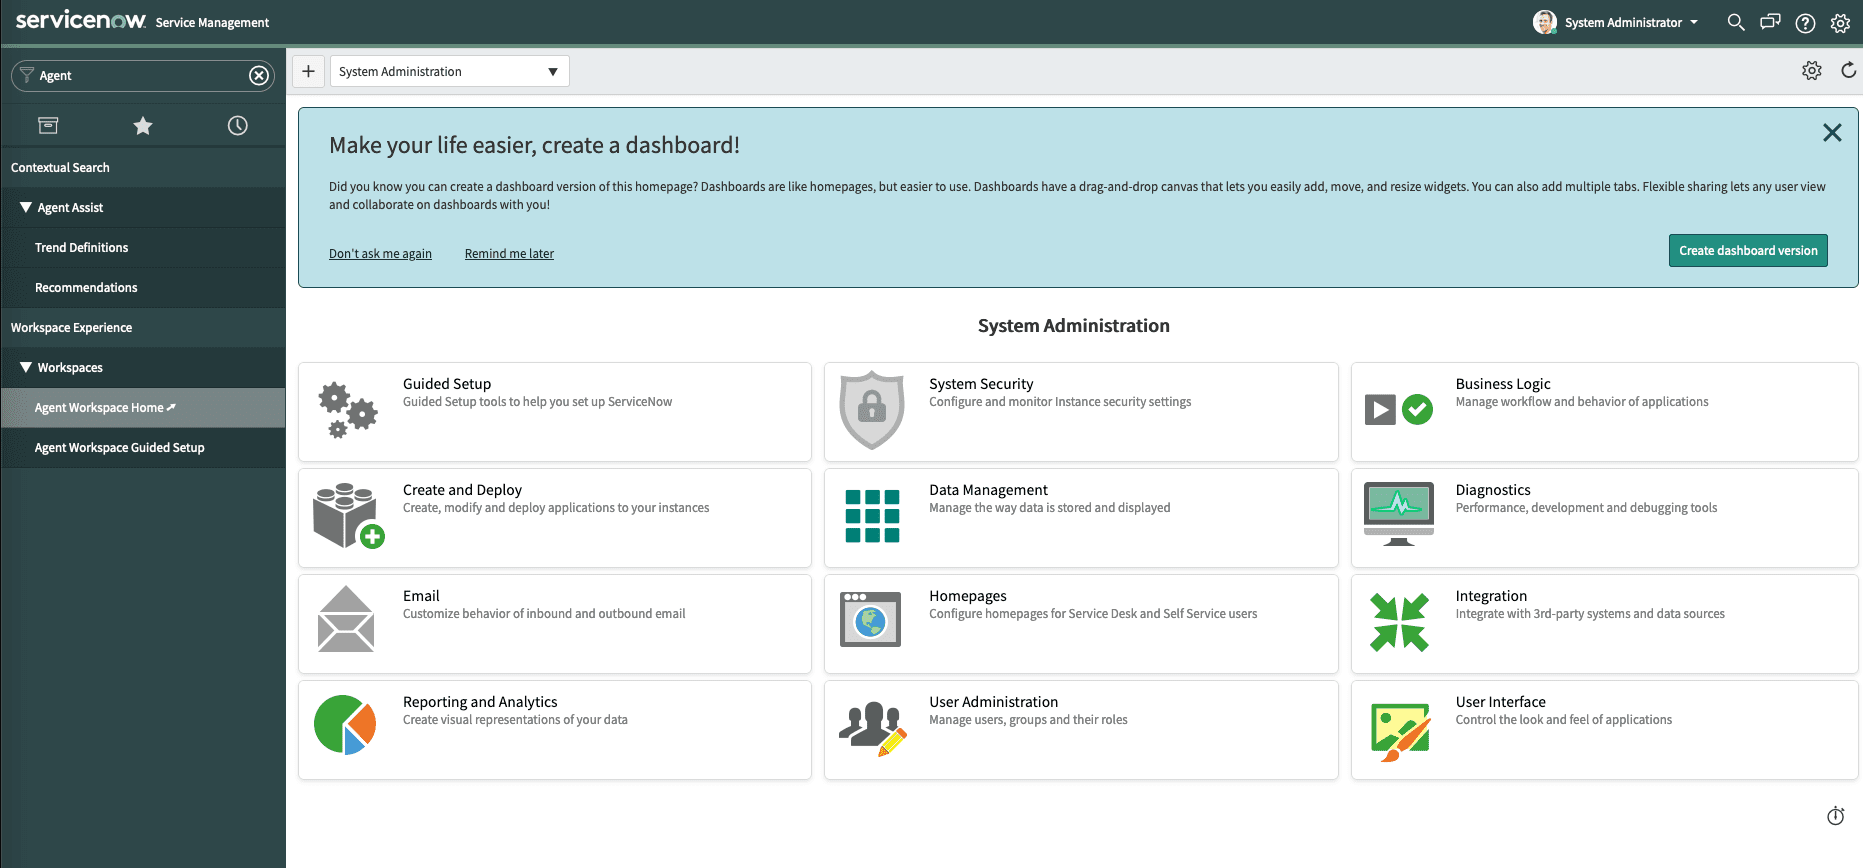 servicenow. Service Management
System Administrator
Agent
System Administration
Contextual Search
Agent Assist
Trend Definitions
Recommendations
Workspace Experience
Workspaces
Agent Workspace Home
Agent Workspace Guided Setup
Make your life easier, create a dashboard!
Did you know you can create a dashboard version of this homepage? Dashboards are like homepages, but easier to use. Dashboards have a drag-and-drop canvas that lets you easily add, move, and resize widgets. You can also add multiple tabs. Flexible sharing lets any user view
and collaborate on dashboards with you!
Don't ask me again Remind me later
Create dashboard version
System Administration
Guided Setup
Guided Setup tools to help you set up ServiceNow
System Security
Configure and monitor Instance security settings
Business Logic
Manage workflow and behavior of applications
Create and Deploy
Create, modify and deploy applications to your instances
Data Management
Manage the way data is stored and displayed
Diagnostics
Performance, development and debugging tools
Email
Customize behavior of inbound and outbound email
Homepages
Configure homepages for Service Desk and Self Service users
Integration
Integrate with 3rd-party systems and data sources
Reporting and Analytics
Create visual representations of your data
User Administration
Manage users, groups and their roles
User Interface
Control the look and feel of applications